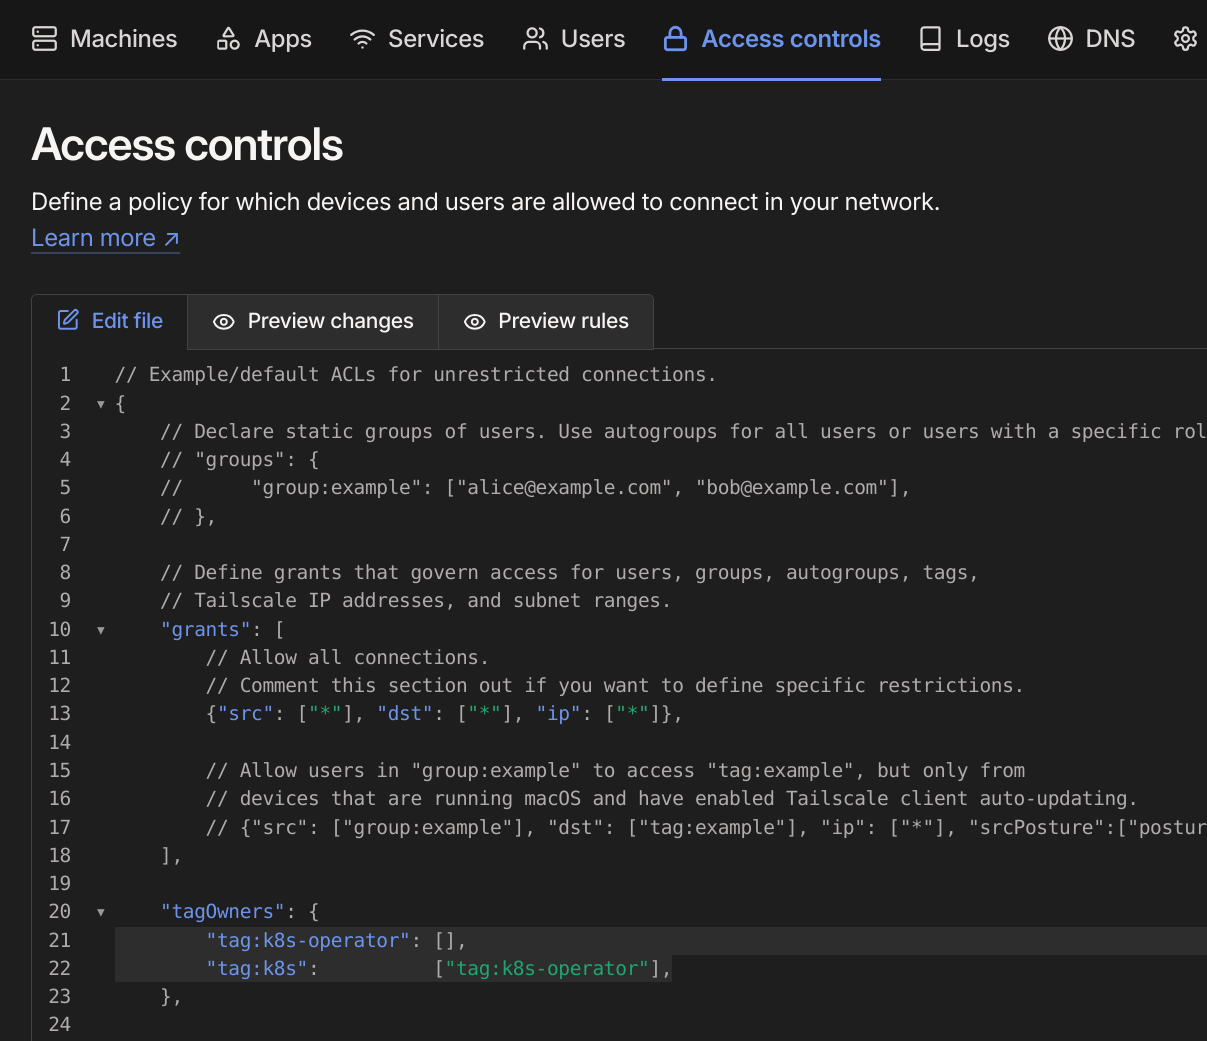 Machines Apps Services Users Access controls Logs DNS
Access controls
Define a policy for which devices and users are allowed to connect in your network.
Learn more ↗
Edit file Preview changes Preview rules
1 // Example/default ACLs for unrestricted connections.
2 ▾ {
3     // Declare static groups of users. Use autogroups for all users or users with a specific rol
4     // "groups": {
5     //      "group:example": ["alice@example.com", "bob@example.com"],
6     // },
7
8     // Define grants that govern access for users, groups, autogroups, tags,
9     // Tailscale IP addresses, and subnet ranges.
10 ▾     "grants": [
11         // Allow all connections.
12         // Comment this section out if you want to define specific restrictions.
13         {"src": ["*"], "dst": ["*"], "ip": ["*"]},
14
15         // Allow users in "group:example" to access "tag:example", but only from
16         // devices that are running macOS and have enabled Tailscale client auto-updating.
17         // {"src": ["group:example"], "dst": ["tag:example"], "ip": ["*"], "srcPosture":["postur
18     ],
19
20 ▾     "tagOwners": {
21         "tag:k8s-operator": [],
22         "tag:k8s":          ["tag:k8s-operator"],
23     },
24